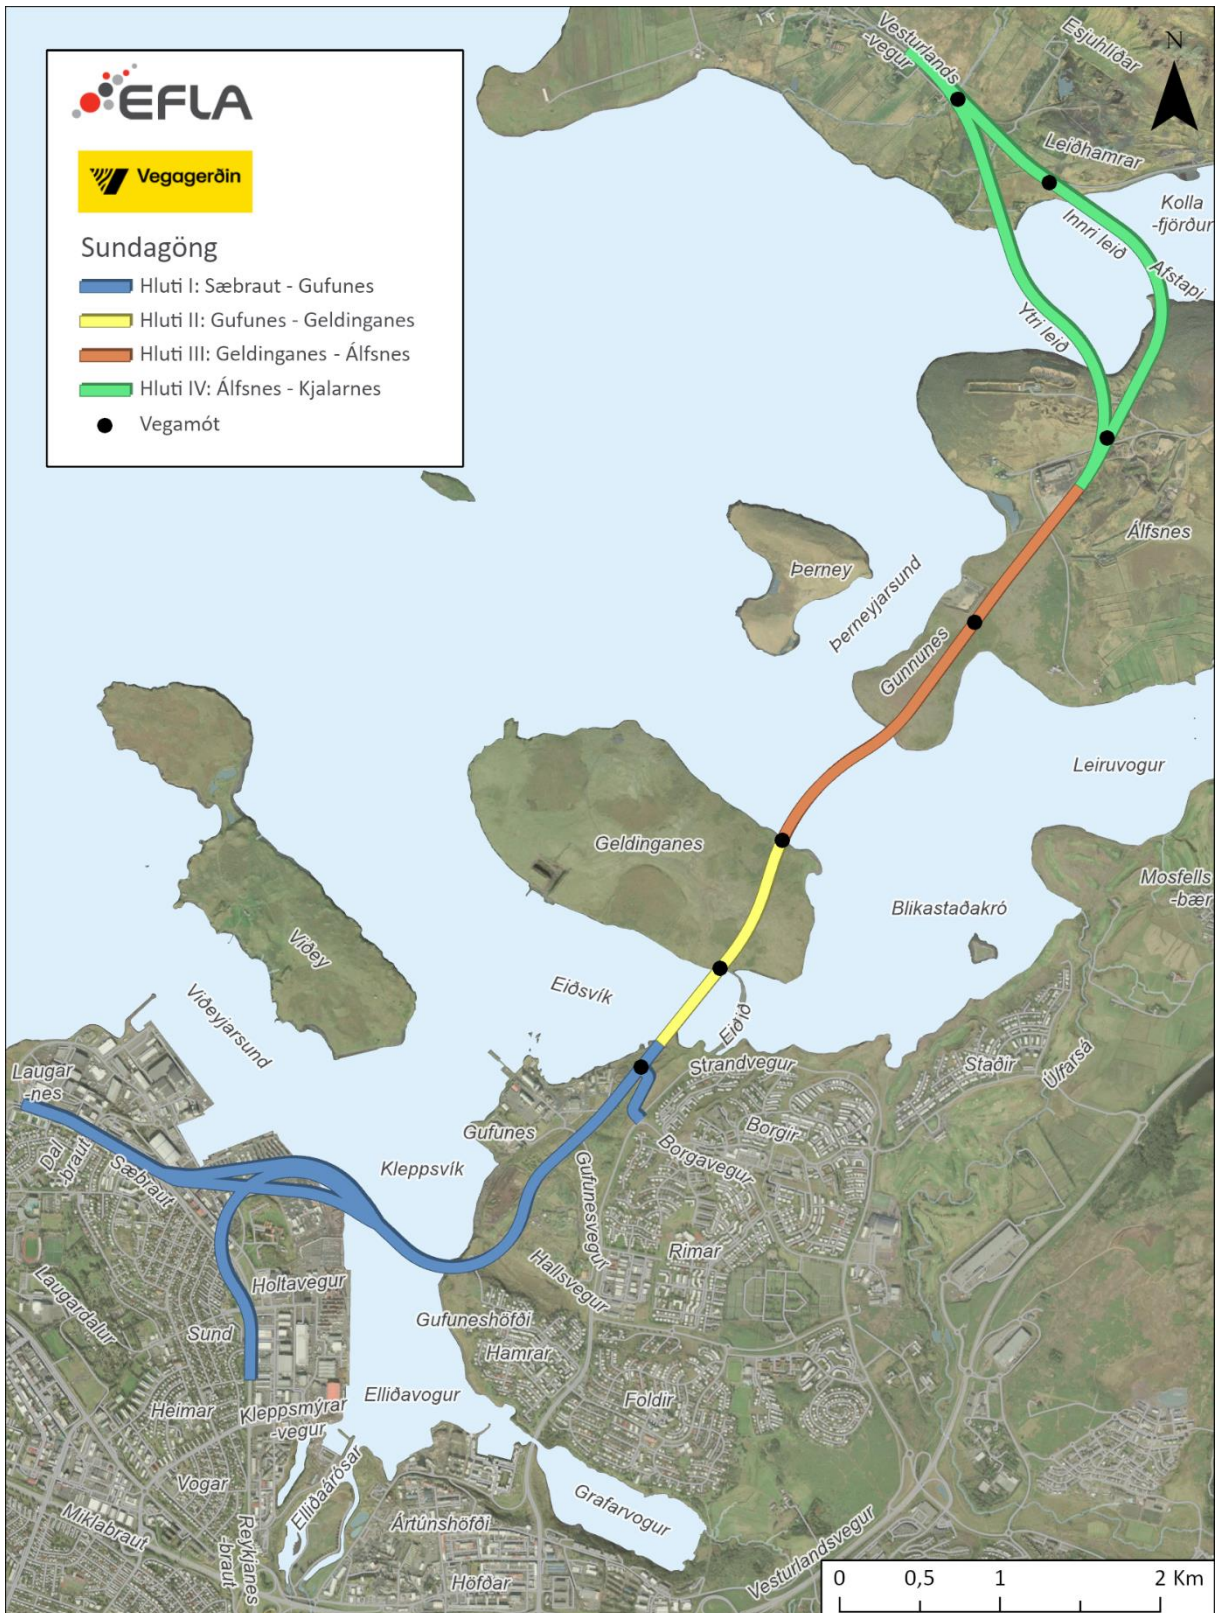 EFLA
Vegagerðin
Sundagöng
Hluti I: Sæbraut - Gufunes
Hluti II: Gufunes - Geldinganes
Hluti III: Geldinganes - Álfsnes
Hluti IV: Álfsnes - Kjalarnes
Vegamót
Vesturlands
-vegur
Esjuhlíðar
N
Leiðhamrar
Kolla
-fjörður
Innri leið
Afstapi
Ytri leið
Álfsnes
Þerney
Þerneyjarsund
Gunnunes
Leiruvogur
Geldinganes
Mosfells
-bær
Blikastaðakró
Viðey
Eiðsvík
Viðeyjarsund
Eiðið
Strandvegur
Staðir
Úlfarsá
Laugar
-nes
Dal
-braut
Sæbraut
Gufunes
Borgir
Borgavegur
Kleppsvík
Gufunesvegur
Rimar
Hallsvegur
Holtavegur
Laugardalur
Sund
Gufuneshöfði
Hamrar
Heimar
Kleppsmýrar
-vegur
Elliðavogur
Foldir
Vogar
Elliðaárósar
Grafarvogur
Miklabraut
Reykjanes
-braut
Ártúnshöfði
Höfðar
Vesturlandsvegur
0 0,5 1 2 Km